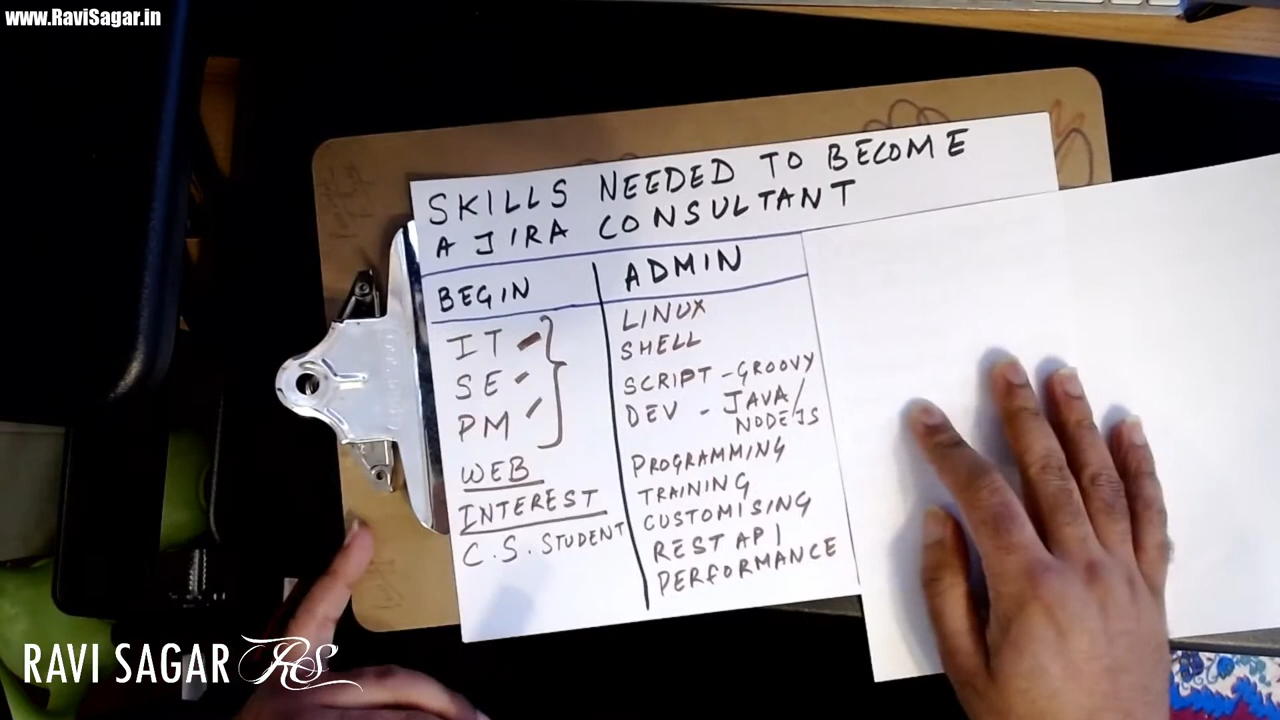 www.RaviSagar.in
SKILLS NEEDED TO BECOME
A JIRA CONSULTANT
BEGIN
IT
SE
PM
WEB
INTEREST
C.S. STUDENT
ADMIN
LINUX
SHELL
SCRIPT - GROOVY
DEV - JAVA/
NODEJS
PROGRAMMING
TRAINING
CUSTOMISING
REST API
PERFORMANCE
RAVI SAGAR RS